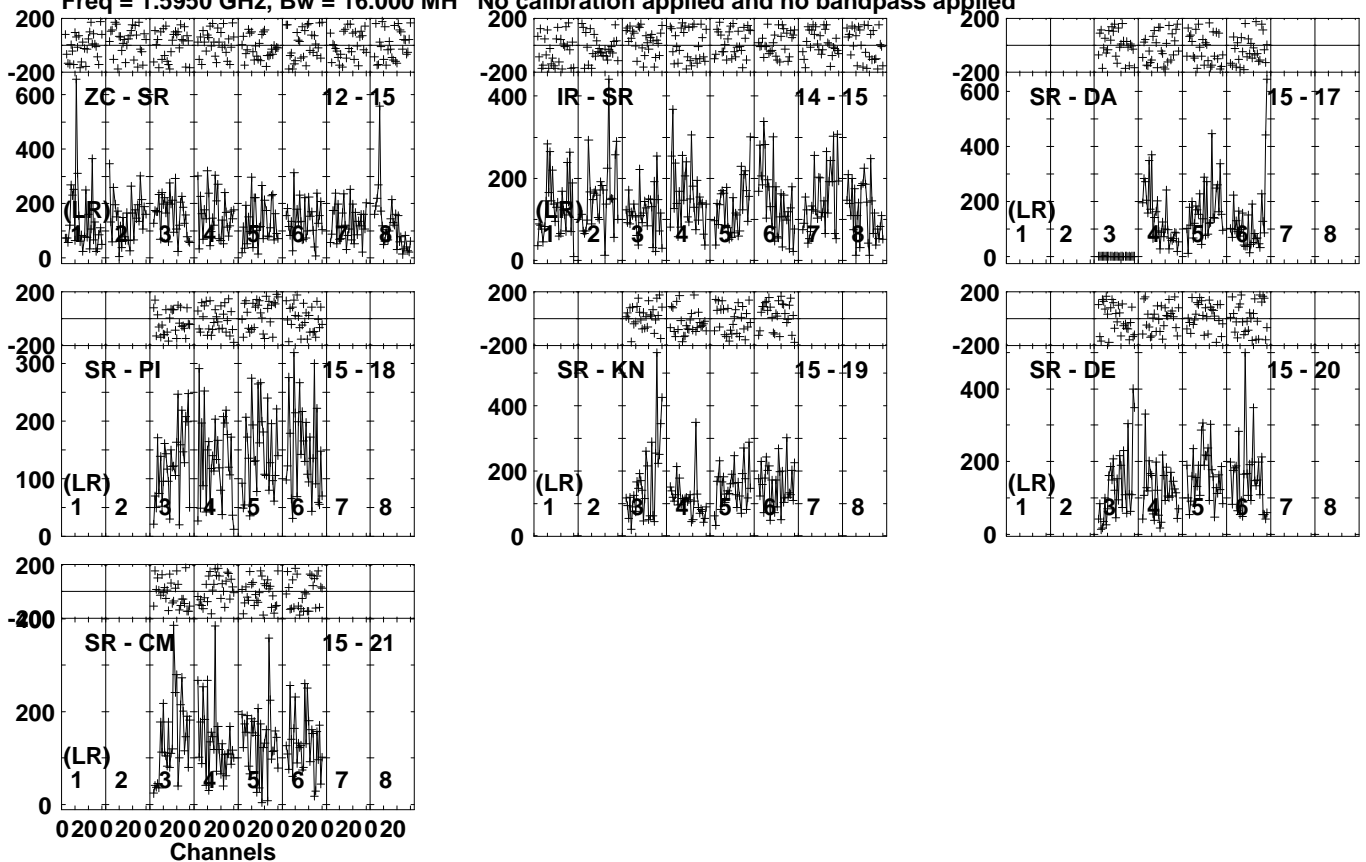 Freq = 1.5950 GHz, Bw = 16.000 MH No calibration applied and no bandpass applied
200
-200
600
400
200
0
ZC - SR 12 - 15
(LR)
1 2 3 4 5 6 7 8
200
-200
400
200
0
IR - SR 14 - 15
(LR)
1 2 3 4 5 6 7 8
200
-200
600
400
200
0
SR - DA 15 - 17
(LR)
1 2 3 4 5 6 7 8
200
-200
300
200
100
0
SR - PI 15 - 18
(LR)
1 2 3 4 5 6 7 8
200
-200
400
200
0
SR - KN 15 - 19
(LR)
1 2 3 4 5 6 7 8
200
-200
400
200
0
SR - DE 15 - 20
(LR)
1 2 3 4 5 6 7 8
200
-200
400
200
0
SR - CM 15 - 21
(LR)
1 2 3 4 5 6 7 8
0 20 0 20 0 20 0 20 0 20 0 20 0 20 0 20
Channels